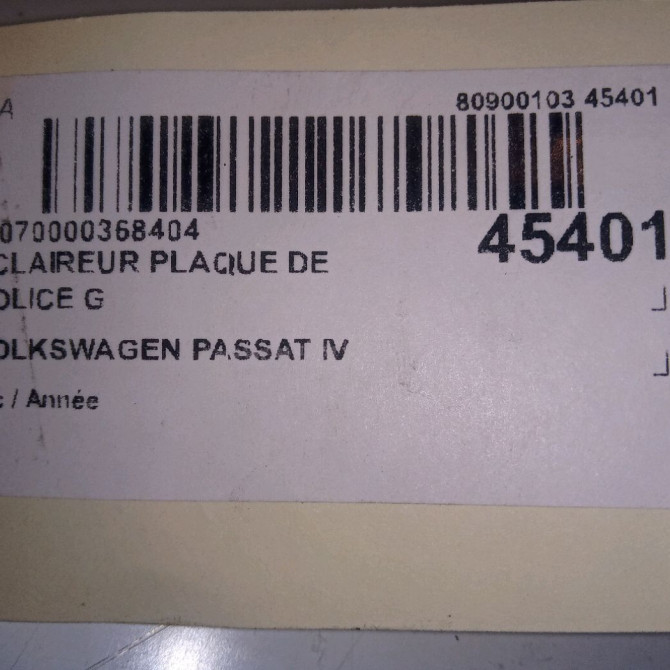 A
80900103 45401
070000368404
45401
CLAIREUR PLAQUE DE
OLICE G
OLKSWAGEN PASSAT IV
c / Année